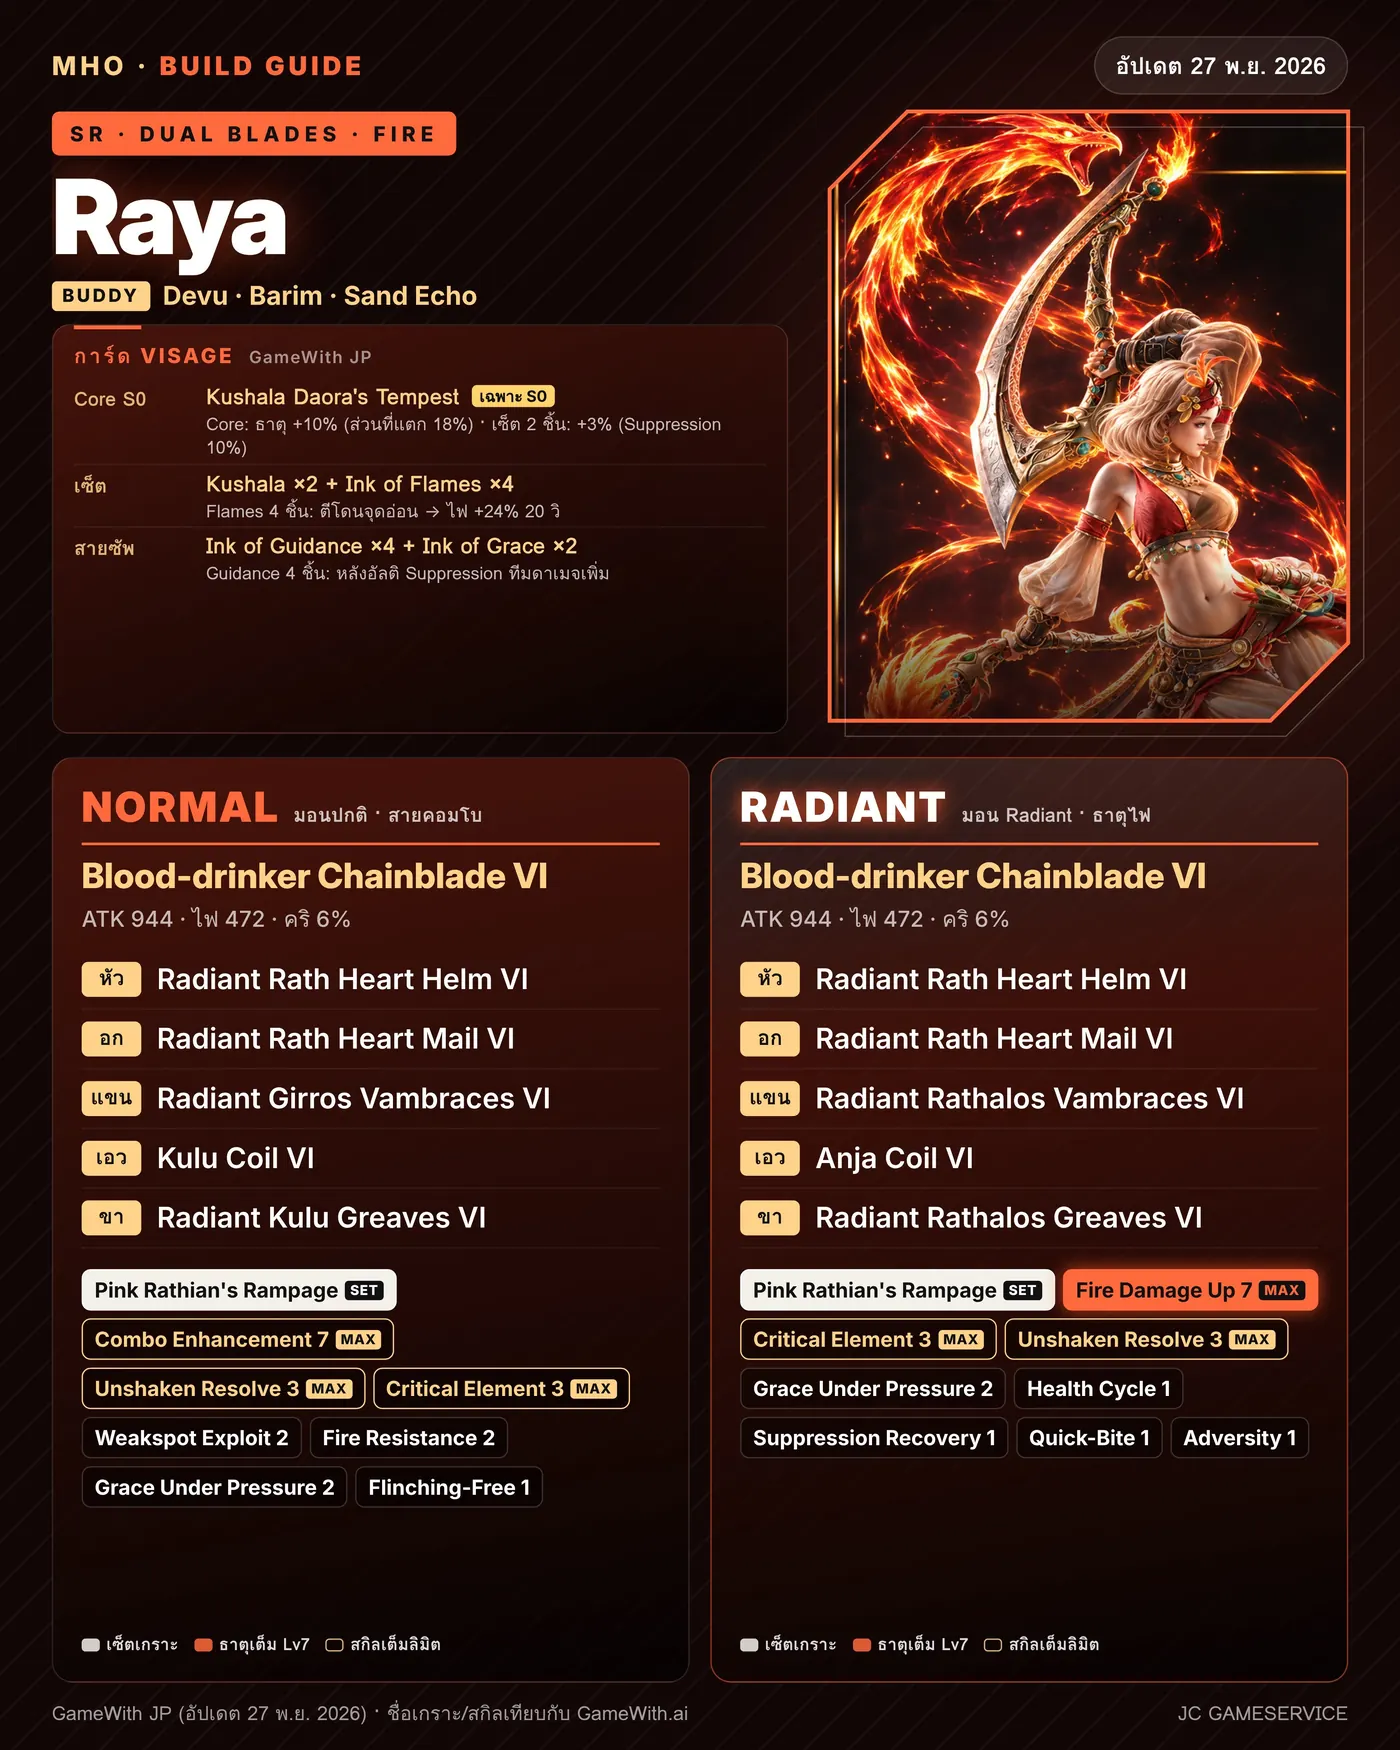 MHO · BUILD GUIDE
อัปเดต 27 พ.ย. 2026
SR · DUAL BLADES · FIRE
Raya
BUDDY Devu · Barim · Sand Echo
การ์ด VISAGE GameWith JP
Core S0 Kushala Daora's Tempest เฉพาะ S0
Core: ธาตุ +10% (ส่วนที่แตก 18%) · เซ็ต 2 ชิ้น: +3% (Suppression
10%)
เซ็ต Kushala ×2 + Ink of Flames ×4
Flames 4 ชิ้น: ตีโดนจุดอ่อน → ไฟ +24% 20 วิ
สายซัพ Ink of Guidance ×4 + Ink of Grace ×2
Guidance 4 ชิ้น: หลังอัลติ Suppression ทีมดาเมจเพิ่ม
NORMAL มอนปกติ · สายคอมโบ
Blood-drinker Chainblade VI
ATK 944 · ไฟ 472 · คริ 6%
หัว Radiant Rath Heart Helm VI
อก Radiant Rath Heart Mail VI
แขน Radiant Girros Vambraces VI
เอว Kulu Coil VI
ขา Radiant Kulu Greaves VI
Pink Rathian's Rampage SET
Combo Enhancement 7 MAX
Unshaken Resolve 3 MAX Critical Element 3 MAX
Weakspot Exploit 2 Fire Resistance 2
Grace Under Pressure 2 Flinching-Free 1
เซ็ตเกราะ ธาตุเต็ม Lv7 สกิลเต็มลิมิต
RADIANT มอน Radiant · ธาตุไฟ
Blood-drinker Chainblade VI
ATK 944 · ไฟ 472 · คริ 6%
หัว Radiant Rath Heart Helm VI
อก Radiant Rath Heart Mail VI
แขน Radiant Rathalos Vambraces VI
เอว Anja Coil VI
ขา Radiant Rathalos Greaves VI
Pink Rathian's Rampage SET Fire Damage Up 7 MAX
Critical Element 3 MAX Unshaken Resolve 3 MAX
Grace Under Pressure 2 Health Cycle 1
Suppression Recovery 1 Quick-Bite 1 Adversity 1
เซ็ตเกราะ ธาตุเต็ม Lv7 สกิลเต็มลิมิต
GameWith JP (อัปเดต 27 พ.ย. 2026) · ชื่อเกราะ/สกิลเทียบกับ GameWith.ai
JC GAMESERVICE